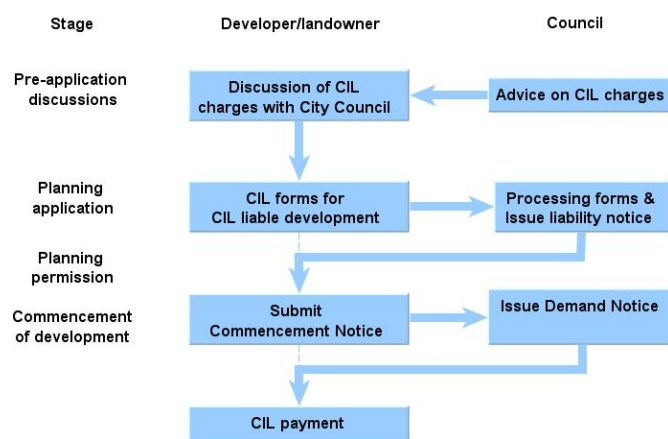 Stage
Developer/landowner
Council
Pre-application
discussions
Discussion of CIL
charges with City Council
Advice on CIL charges
Planning
application
CIL forms for
CIL liable development
Processing forms &
Issue liability notice
Planning
permission
Commencement
of development
Submit
Commencement Notice
Issue Demand Notice
CIL payment